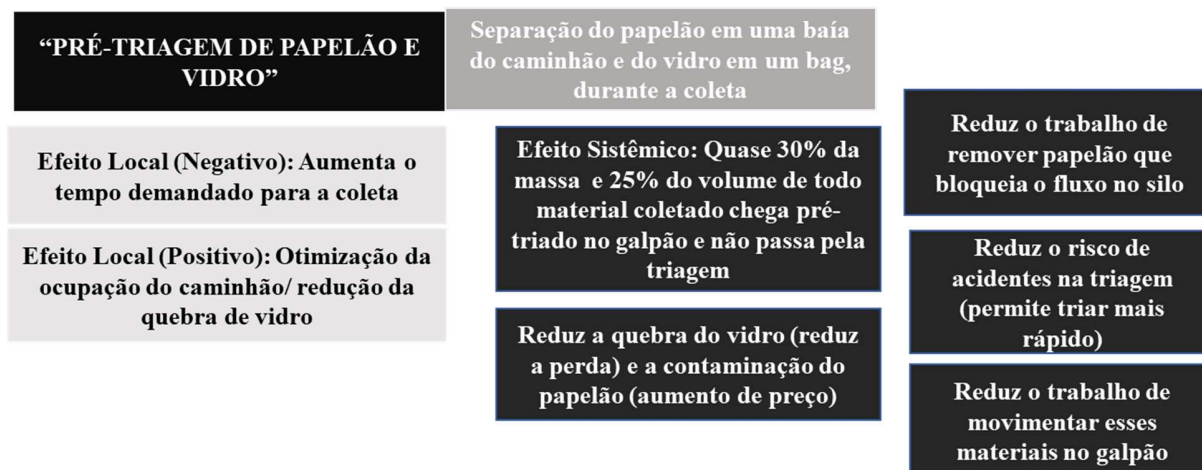 “PRÉ-TRIAGEM DE PAPELÃO E
VIDRO”
Separação do papelão em uma baía
do caminhão e do vidro em um bag,
durante a coleta
Efeito Local (Negativo): Aumenta o
tempo demandado para a coleta
Efeito Local (Positivo): Otimização da
ocupação do caminhão/ redução da
quebra de vidro
Efeito Sistêmico: Quase 30% da
massa e 25% do volume de todo
material coletado chega pré-
triado no galpão e não passa pela
triagem
Reduz a quebra do vidro (reduz
a perda) e a contaminação do
papelão (aumento de preço)
Reduz o trabalho de
remover papelão que
bloqueia o fluxo no silo
Reduz o risco de
acidentes na triagem
(permite triar mais
rápido)
Reduz o trabalho de
movimentar esses
materiais no galpão